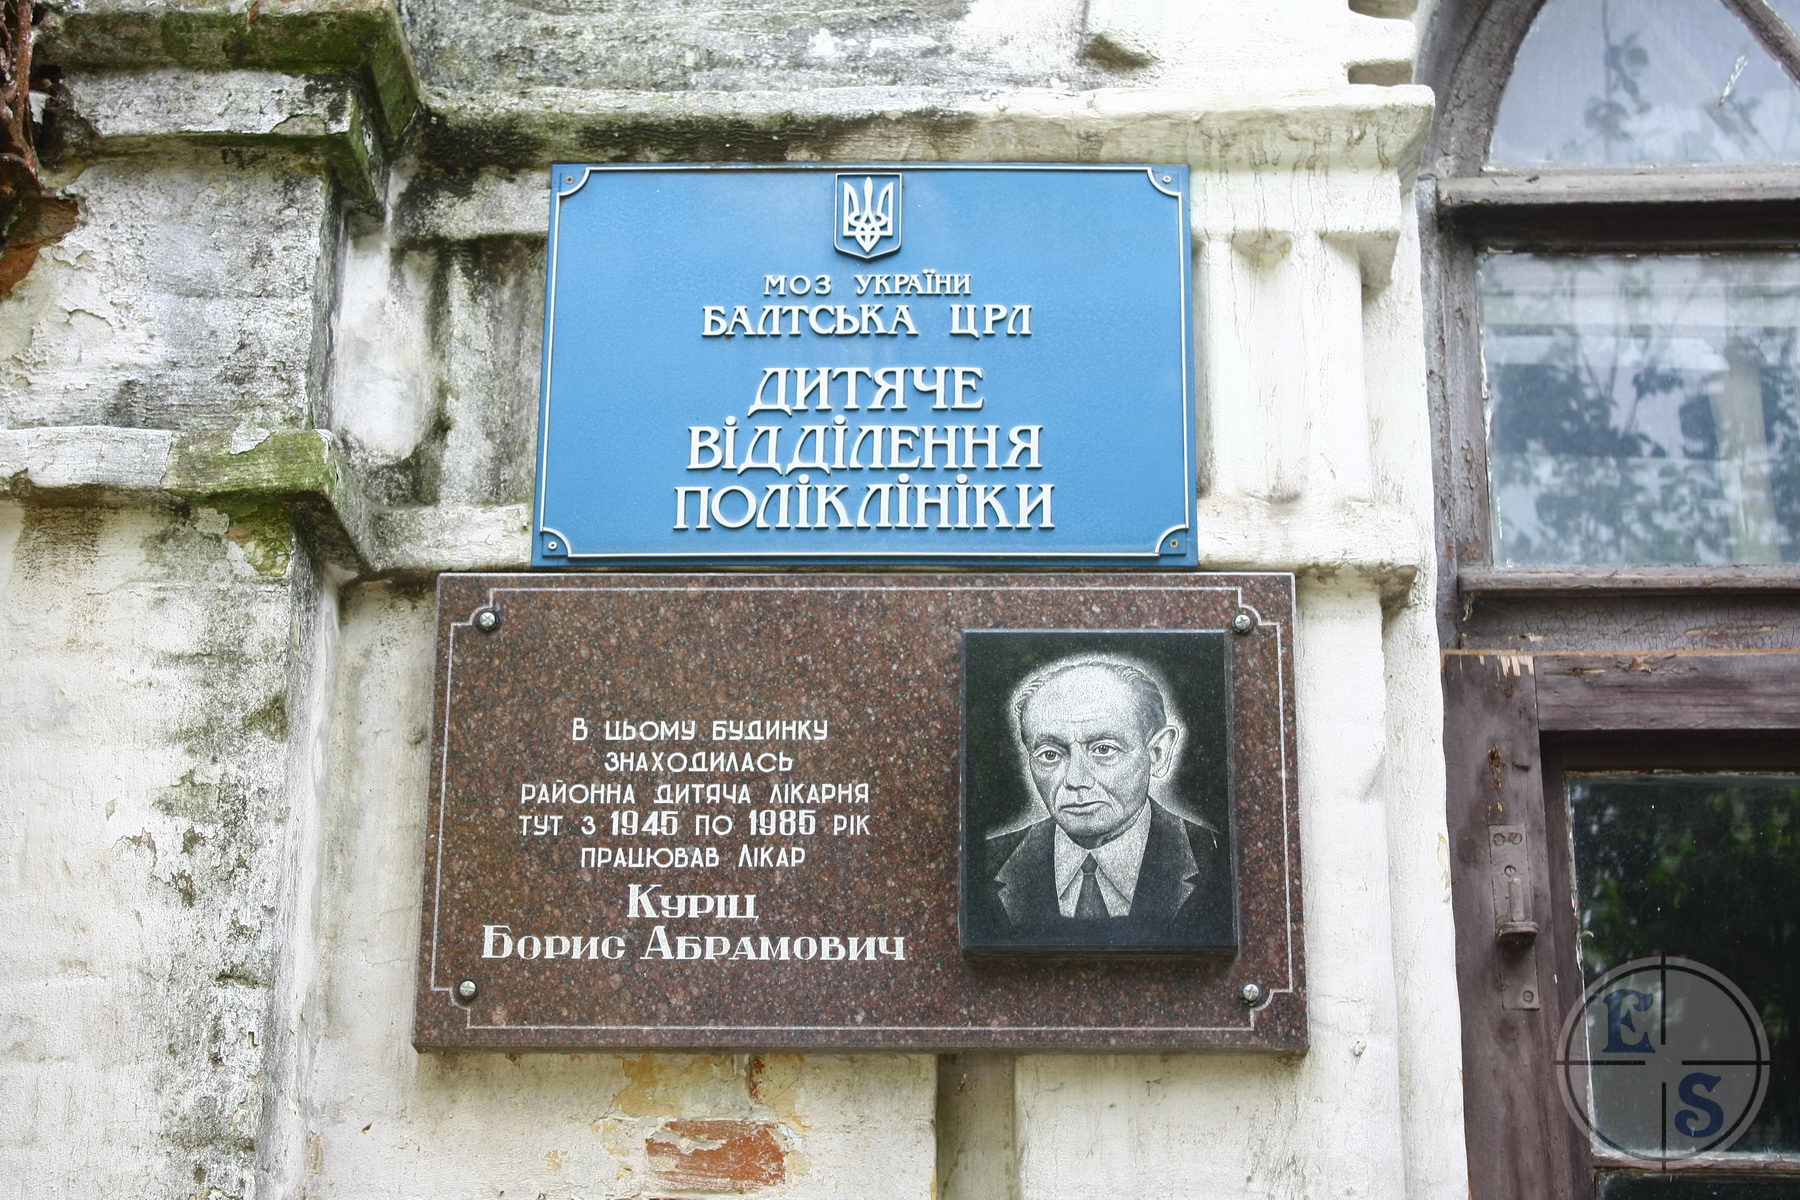 МОЗ УКРАЇНИ
БАЛТСЬКА ЦРЛ
ДИТЯЧЕ
ВІДДІЛЕННЯ
ПОЛІКЛІНІКИ
В ЦЬОМУ БУДИНКУ
ЗНАХОДИЛАСЬ
РАЙОННА ДИТЯЧА ЛІКАРНЯ
ТУТ З 1945 ПО 1985 РІК
ПРАЦЮВАВ ЛІКАР
КУРІЦ
БОРИС АБРАМОВИЧ
E
S